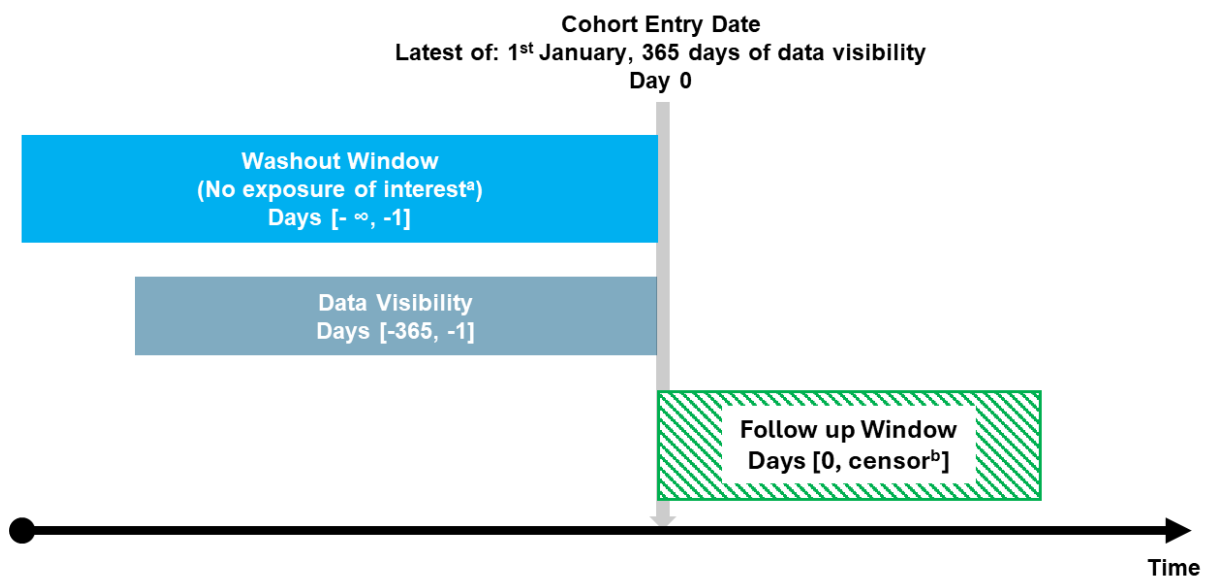 Cohort Entry Date
Latest of: 1st January, 365 days of data visibility
Day 0
Washout Window
(No exposure of interestᵃ)
Days [- ∞, -1]
Data Visibility
Days [-365, -1]
Follow up Window
Days [0, censorᵇ]
Time